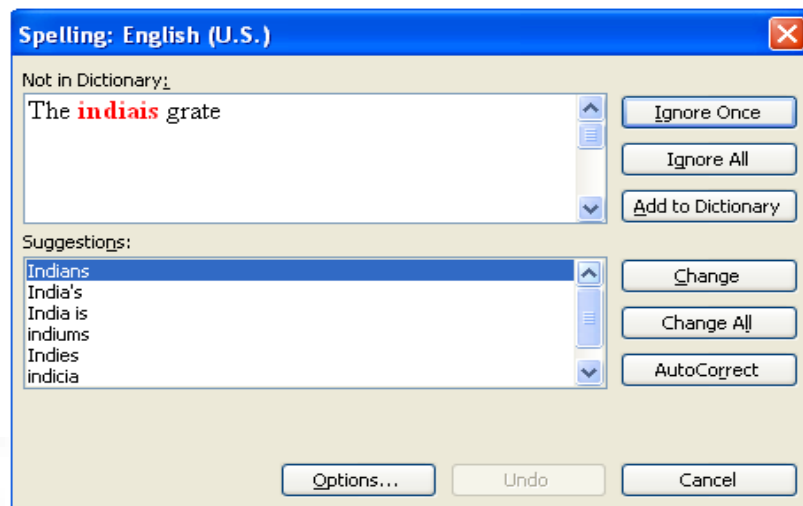 Spelling: English (U.S.)
Not in Dictionary:
The indiais grate
Ignore Once
Ignore All
Add to Dictionary
Suggestions:
Indians
India's
India is
indiums
Indies
indicia
Change
Change All
AutoCorrect
Options...
Undo
Cancel